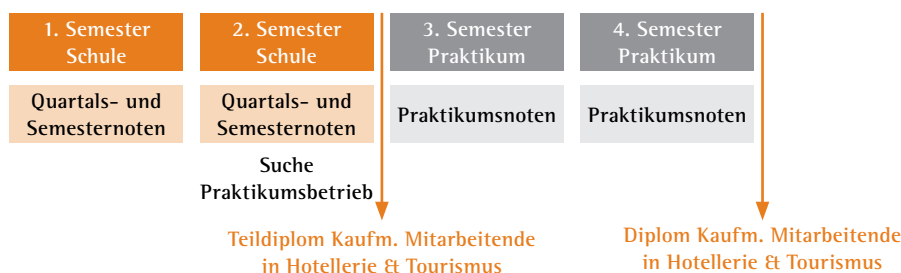 1. Semester
Schule
2. Semester
Schule
3. Semester
Praktikum
4. Semester
Praktikum
Quartals- und
Semesternoten
Quartals- und
Semesternoten
Praktikumsnoten
Praktikumsnoten
Suche
Praktikumsbetrieb
Teildiplom Kaufm. Mitarbeitende
in Hotellerie & Tourismus
Diplom Kaufm. Mitarbeitende
in Hotellerie & Tourismus